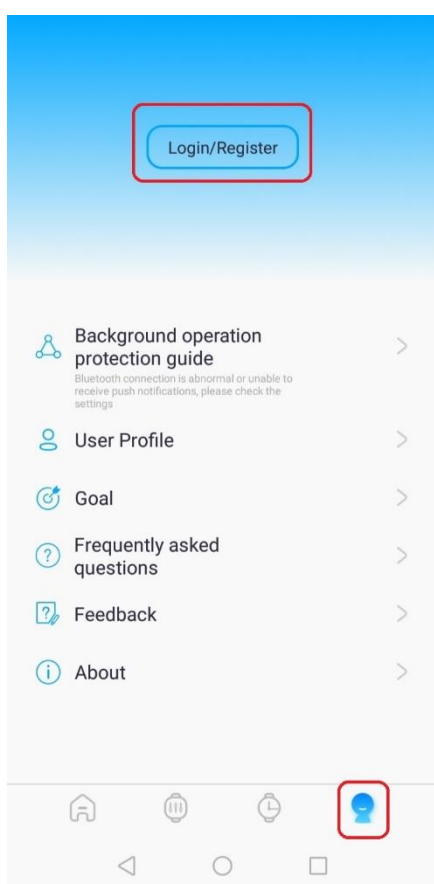 Login/Register
Background operation
protection guide
Bluetooth connection is abnormal or unable to
receive push notifications, please check the
settings
User Profile
Goal
Frequently asked
questions
Feedback
About